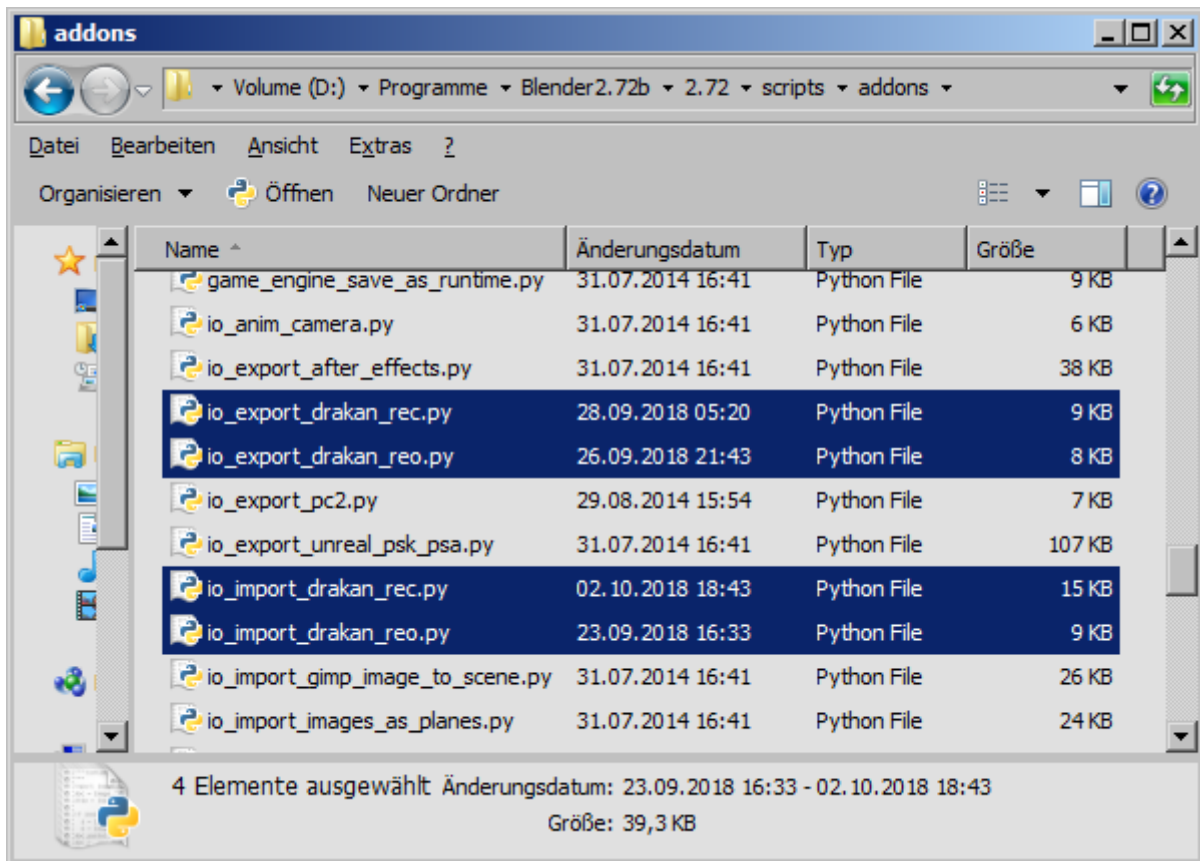 addons
Volume (D:) Programme Blender2.72b 2.72 scripts addons
Datei Bearbeiten Ansicht Extras ?
Organisieren Öffnen Neuer Ordner
Name Änderungsdatum Typ Größe
game_engine_save_as_runtime.py 31.07.2014 16:41 Python File 9 KB
io_anim_camera.py 31.07.2014 16:41 Python File 6 KB
io_export_after_effects.py 31.07.2014 16:41 Python File 38 KB
io_export_drakan_rec.py 28.09.2018 05:20 Python File 9 KB
io_export_drakan_reo.py 26.09.2018 21:43 Python File 8 KB
io_export_pc2.py 29.08.2014 15:54 Python File 7 KB
io_export_unreal_psk_psa.py 31.07.2014 16:41 Python File 107 KB
io_import_drakan_rec.py 02.10.2018 18:43 Python File 15 KB
io_import_drakan_reo.py 23.09.2018 16:33 Python File 9 KB
io_import_gimp_image_to_scene.py 31.07.2014 16:41 Python File 26 KB
io_import_images_as_planes.py 31.07.2014 16:41 Python File 24 KB
4 Elemente ausgewählt Änderungsdatum: 23.09.2018 16:33 - 02.10.2018 18:43
Größe: 39,3 KB